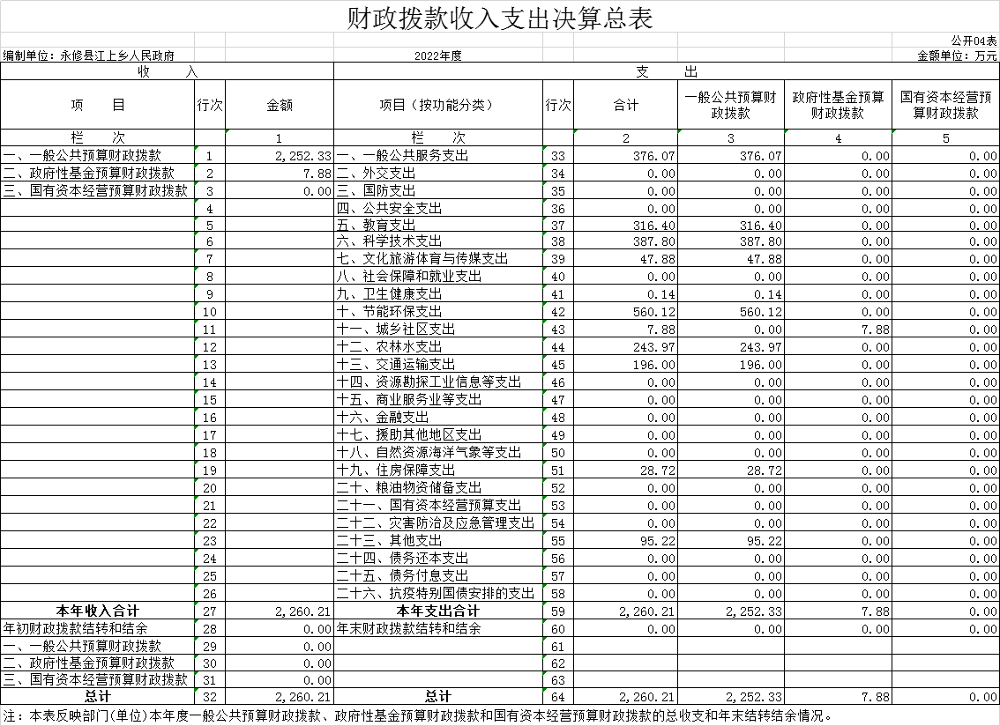 财政拨款收入支出决算总表
公开04表
编制单位：永修县江上乡人民政府 2022年度 金额单位：万元
收 入 支 出
项 目 行次 金额 项目（按功能分类） 行次 合计 一般公共预算财政拨款 政府性基金预算财政拨款 国有资本经营预算财政拨款
栏 次 1 栏 次 2 3 4 5
一、一般公共预算财政拨款 1 2,252.33 一、一般公共服务支出 33 376.07 376.07 0.00 0.00
二、政府性基金预算财政拨款 2 7.88 二、外交支出 34 0.00 0.00 0.00 0.00
三、国有资本经营预算财政拨款 3 0.00 三、国防支出 35 0.00 0.00 0.00 0.00
4 四、公共安全支出 36 0.00 0.00 0.00 0.00
5 五、教育支出 37 316.40 316.40 0.00 0.00
6 六、科学技术支出 38 387.80 387.80 0.00 0.00
7 七、文化旅游体育与传媒支出 39 47.88 47.88 0.00 0.00
8 八、社会保障和就业支出 40 0.00 0.00 0.00 0.00
9 九、卫生健康支出 41 0.14 0.14 0.00 0.00
10 十、节能环保支出 42 560.12 560.12 0.00 0.00
11 十一、城乡社区支出 43 7.88 0.00 7.88 0.00
12 十二、农林水支出 44 243.97 243.97 0.00 0.00
13 十三、交通运输支出 45 196.00 196.00 0.00 0.00
14 十四、资源勘探工业信息等支出 46 0.00 0.00 0.00 0.00
15 十五、商业服务业等支出 47 0.00 0.00 0.00 0.00
16 十六、金融支出 48 0.00 0.00 0.00 0.00
17 十七、援助其他地区支出 49 0.00 0.00 0.00 0.00
18 十八、自然资源海洋气象等支出 50 0.00 0.00 0.00 0.00
19 十九、住房保障支出 51 28.72 28.72 0.00 0.00
20 二十、粮油物资储备支出 52 0.00 0.00 0.00 0.00
21 二十一、国有资本经营预算支出 53 0.00 0.00 0.00 0.00
22 二十二、灾害防治及应急管理支出 54 0.00 0.00 0.00 0.00
23 二十三、其他支出 55 95.22 95.22 0.00 0.00
24 二十四、债务还本支出 56 0.00 0.00 0.00 0.00
25 二十五、债务付息支出 57 0.00 0.00 0.00 0.00
26 二十六、抗疫特别国债安排的支出 58 0.00 0.00 0.00 0.00
本年收入合计 27 2,260.21 本年支出合计 59 2,260.21 2,252.33 7.88 0.00
年初财政拨款结转和结余 28 0.00 年末财政拨款结转和结余 60 0.00 0.00 0.00 0.00
一、一般公共预算财政拨款 29 0.00 61
二、政府性基金预算财政拨款 30 0.00 62
三、国有资本经营预算财政拨款 31 0.00 63
总计 32 2,260.21 总计 64 2,260.21 2,252.33 7.88 0.00
注：本表反映部门(单位)本年度一般公共预算财政拨款、政府性基金预算财政拨款和国有资本经营预算财政拨款的总收支和年末结转结余情况。